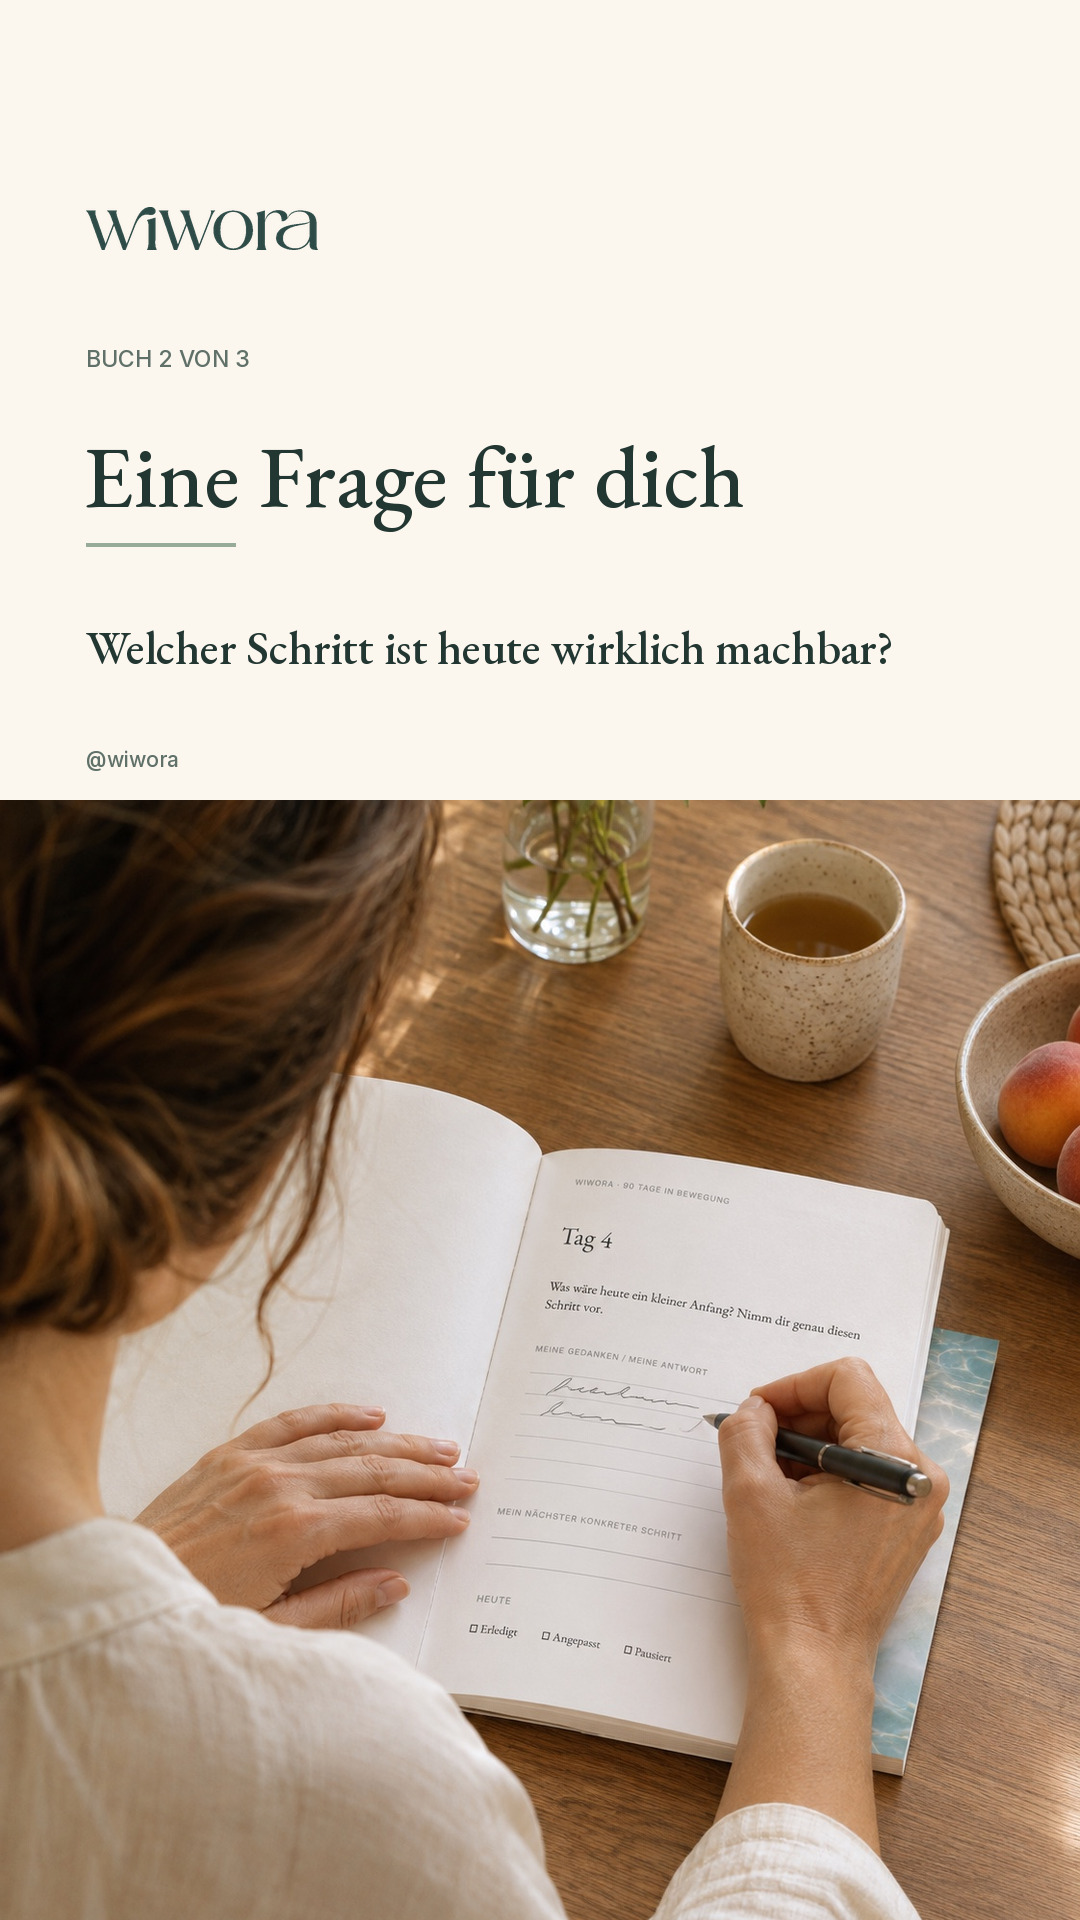 wiwora
BUCH 2 VON 3
Eine Frage für dich
Welcher Schritt ist heute wirklich machbar?
@wiwora
WIWORA · 90 TAGE IN BEWEGUNG
Tag 4
Was wäre heute ein kleiner Anfang? Nimm dir genau diesen
Schritt vor.
MEINE GEDANKEN / MEINE ANTWORT
MEIN NÄCHSTER KONKRETER SCHRITT
HEUTE
☐ Erledigt ☐ Angepasst ☐ Pausiert